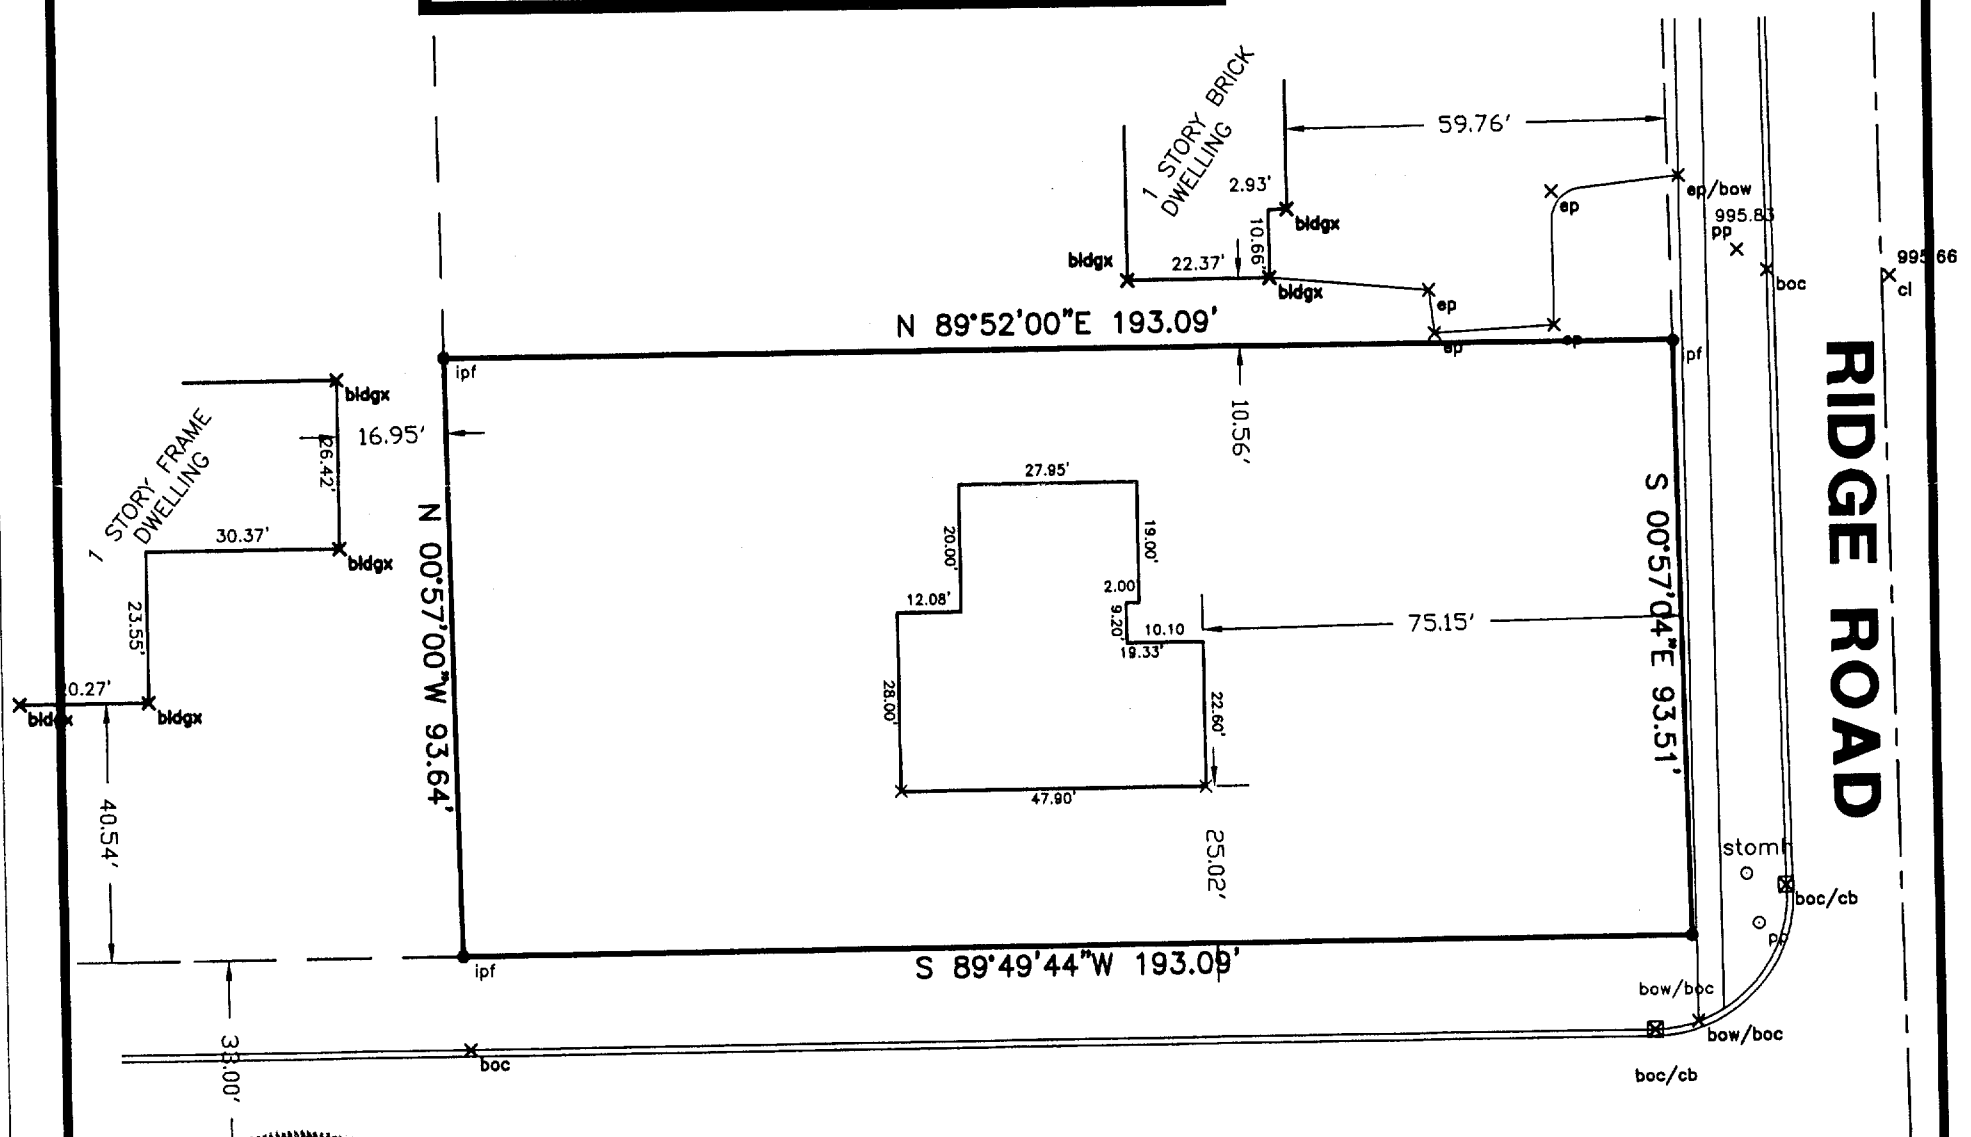 1 STORY BRICK
DWELLING
59.76'
2.93'
bldgx
10.66'
bldgx
22.37'
bldgx
ep/bow
ep
995.83
pp
995.66
cl
boc
ep
ep
ep
N 89°52'00"E 193.09'
ipf
ipf
bldgx
16.95'
26.42'
1 STORY FRAME
DWELLING
30.37'
bldgx
23.55'
20.27'
bldgx
bldgx
40.54'
N 00°57'00"W 93.64'
10.56'
27.95'
20.00'
19.00'
2.00
12.08'
9.20'
10.10
19.33'
28.00'
22.60'
47.90'
75.15'
25.02'
S 00°57'04"E 93.51'
RIDGE ROAD
stomh
boc/cb
pp
ipf
S 89°49'44"W 193.09'
bow/boc
bow/boc
boc/cb
boc
33.00'